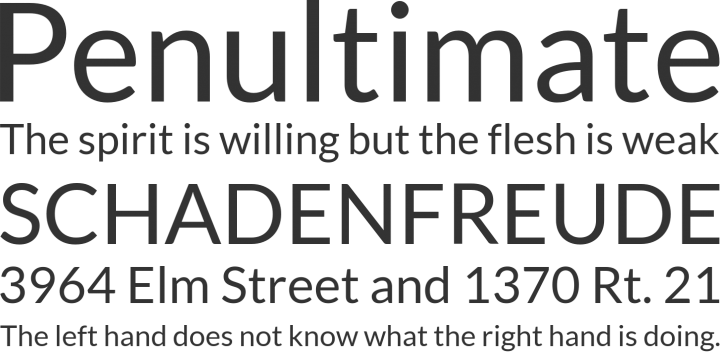 Penultimate
The spirit is willing but the flesh is weak
SCHADENFREUDE
3964 Elm Street and 1370 Rt. 21
The left hand does not know what the right hand is doing.